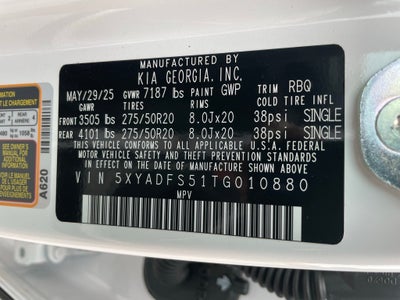 MANUFACTURED BY
KIA GEORGIA, INC.
MAY/29/25 GVWR 7187 lbs PAINT GWP TRIM RBQ
GAWR TIRES RIMS COLD TIRE INFL
FRONT 3505 lbs 275/50R20 8.0Jx20 38psi SINGLE
REAR 4101 lbs 275/50R20 8.0Jx20 38psi SINGLE
THIS VEHICLE CONFORMS TO ALL APPLICABLE U.S.A FEDERAL
MOTOR VEHICLE SAFETY, BUMPER, AND THEFT PREVENTION
STANDARDS IN EFFECT ON THE DATE OF MANUFACTURE SHOWN ABOVE.
VIN 5XYADFS51TG010880
MPV
A620